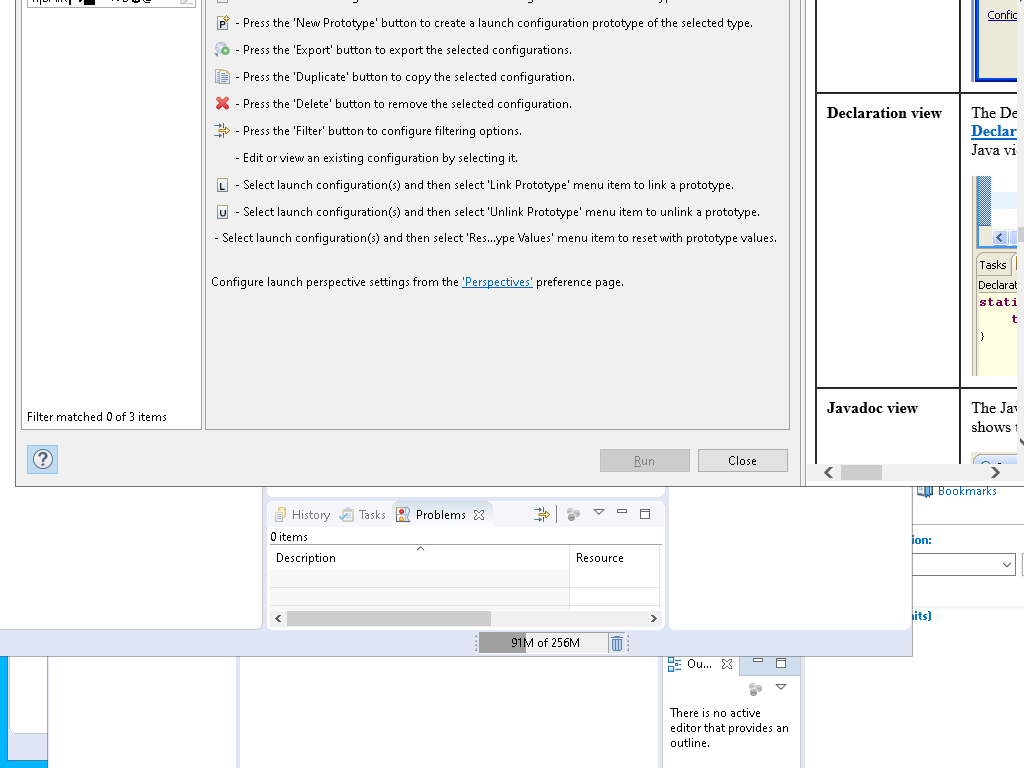 - Press the 'New Prototype' button to create a launch configuration prototype of the selected type.
- Press the 'Export' button to export the selected configurations.
- Press the 'Duplicate' button to copy the selected configuration.
- Press the 'Delete' button to remove the selected configuration.
- Press the 'Filter' button to configure filtering options.
- Edit or view an existing configuration by selecting it.
L - Select launch configuration(s) and then select 'Link Prototype' menu item to link a prototype.
U - Select launch configuration(s) and then select 'Unlink Prototype' menu item to unlink a prototype.
- Select launch configuration(s) and then select 'Res...ype Values' menu item to reset with prototype values.
Configure launch perspective settings from the 'Perspectives' preference page.
Filter matched 0 of 3 items
Run
Close
Declaration view
The De
Declar
Java vi
Tasks
Declarat
stati
t
}
Javadoc view
The Jav
shows t
Bookmarks
History
Tasks
Problems
0 items
Description
Resource
91M of 256M
ion:
its)
Ou...
There is no active
editor that provides an
outline.